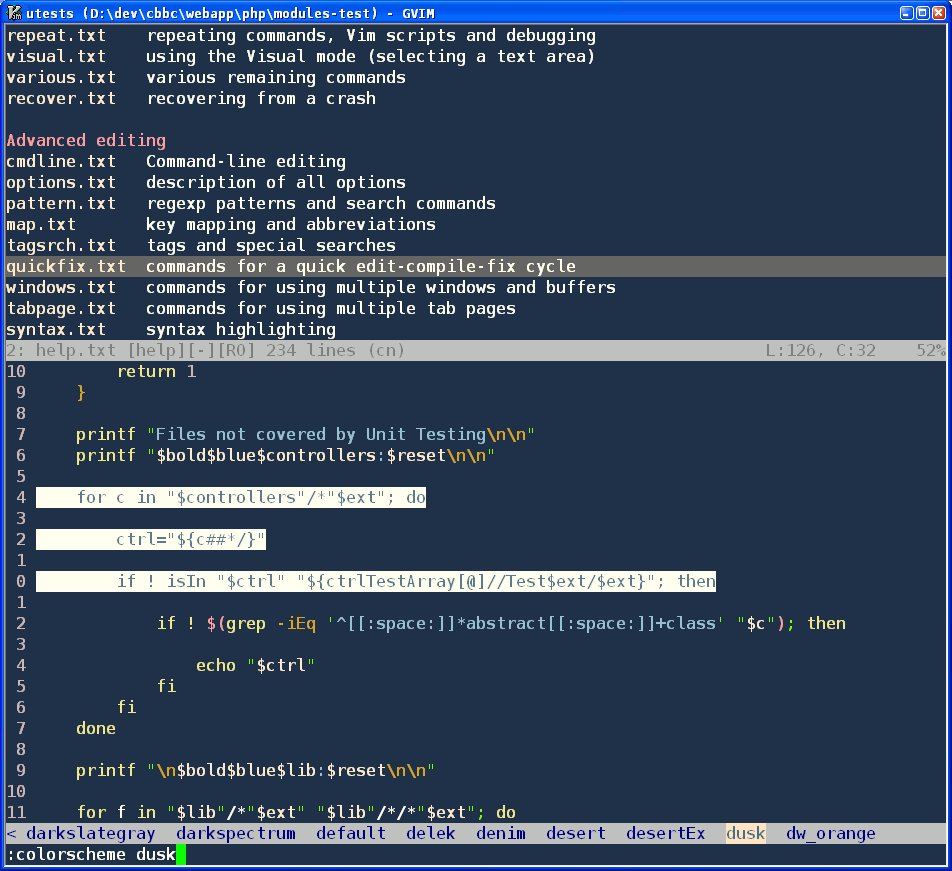 utests (D:\dev\cbbc\webapp\php\modules-test) - GVIM
repeat.txt    repeating commands, Vim scripts and debugging
visual.txt    using the Visual mode (selecting a text area)
various.txt   various remaining commands
recover.txt   recovering from a crash
Advanced editing
cmdline.txt   Command-line editing
options.txt   description of all options
pattern.txt   regexp patterns and search commands
map.txt       key mapping and abbreviations
tagsrch.txt   tags and special searches
quickfix.txt  commands for a quick edit-compile-fix cycle
windows.txt   commands for using multiple windows and buffers
tabpage.txt   commands for using multiple tab pages
syntax.txt    syntax highlighting
2: help.txt [help][-][RO] 234 lines (cn)    L:126, C:32    52%
10         return 1
 9     }
 8
 7     printf "Files not covered by Unit Testing\n\n"
 6     printf "$bold$blue$controllers:$reset\n\n"
 5
 4     for c in "$controllers"/*"$ext"; do
 3
 2         ctrl="${c##*/}"
 1
 0         if ! isIn "$ctrl" "${ctrlTestArray[@]//Test$ext/$ext}"; then
 1
 2             if ! $(grep -iEq '^[[:space:]]*abstract[[:space:]]+class' "$c"); then
 3
 4                 echo "$ctrl"
 5             fi
 6         fi
 7     done
 8
 9     printf "\n$bold$blue$lib:$reset\n\n"
10
11     for f in "$lib"/*"$ext" "$lib"/*/*"$ext"; do
< darkslategray  darkspectrum  default  delek  denim  desert  desertEx  dusk  dw_orange
:colorscheme dusk